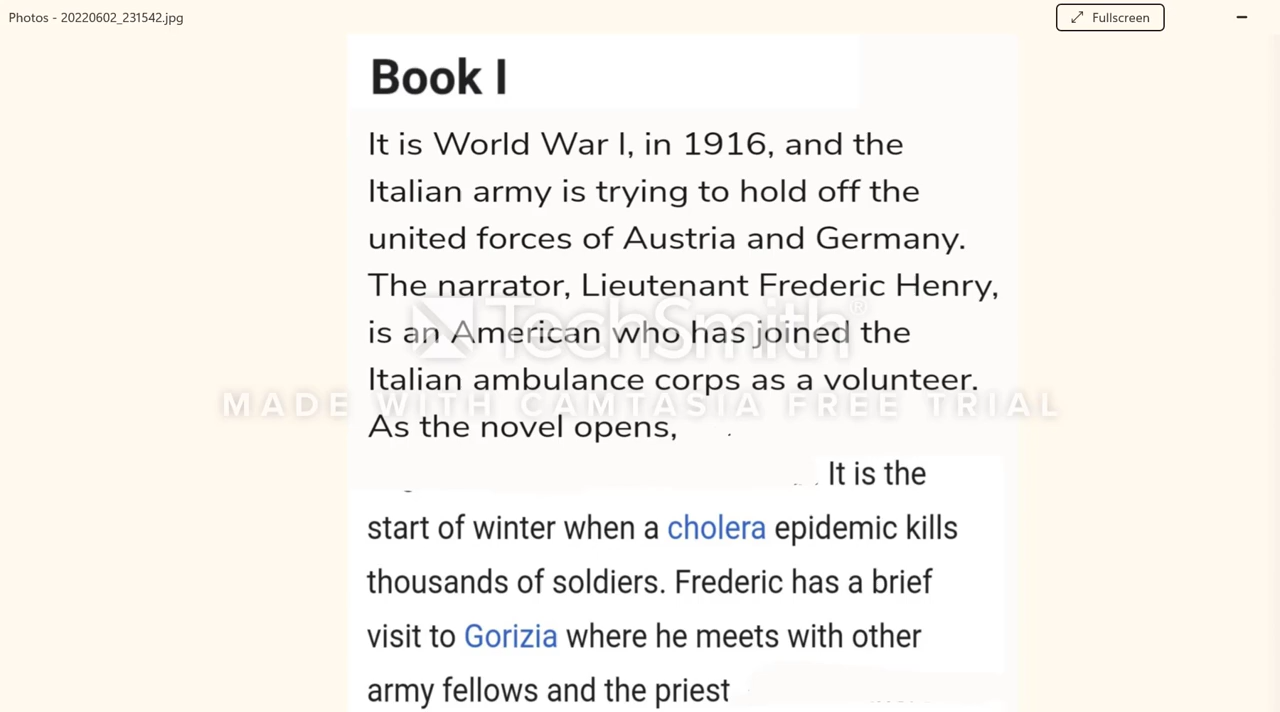 Photos - 20220602_231542.jpg
Fullscreen
Book I
It is World War I, in 1916, and the
Italian army is trying to hold off the
united forces of Austria and Germany.
The narrator, Lieutenant Frederic Henry,
is an American who has joined the
Italian ambulance corps as a volunteer.
As the novel opens,
It is the
start of winter when a cholera epidemic kills
thousands of soldiers. Frederic has a brief
visit to Gorizia where he meets with other
army fellows and the priest
TechSmith®
MADE WITH CAMTASIA FREE TRIAL